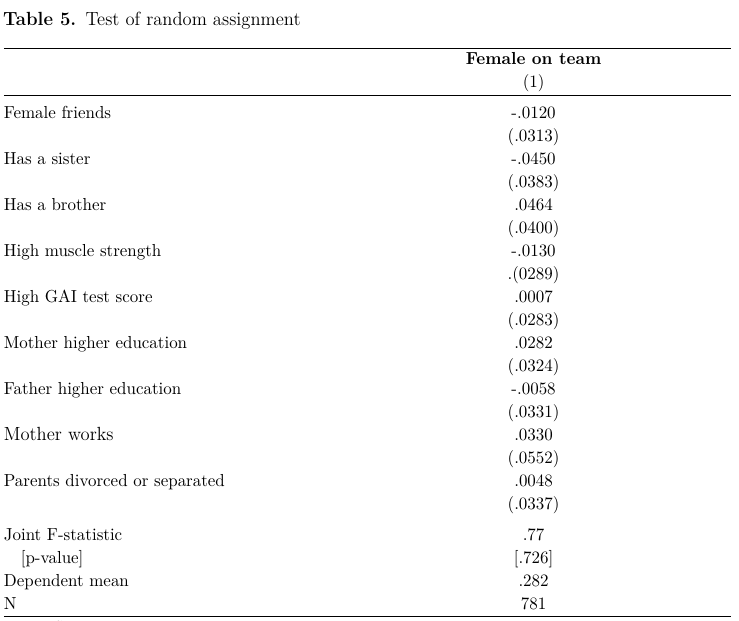 Table 5. Test of random assignment
Female on team
(1)
Female friends -.0120
(.0313)
Has a sister -.0450
(.0383)
Has a brother .0464
(.0400)
High muscle strength -.0130
.(0289)
High GAI test score .0007
(.0283)
Mother higher education .0282
(.0324)
Father higher education -.0058
(.0331)
Mother works .0330
(.0552)
Parents divorced or separated .0048
(.0337)
Joint F-statistic .77
[p-value] [.726]
Dependent mean .282
N 781